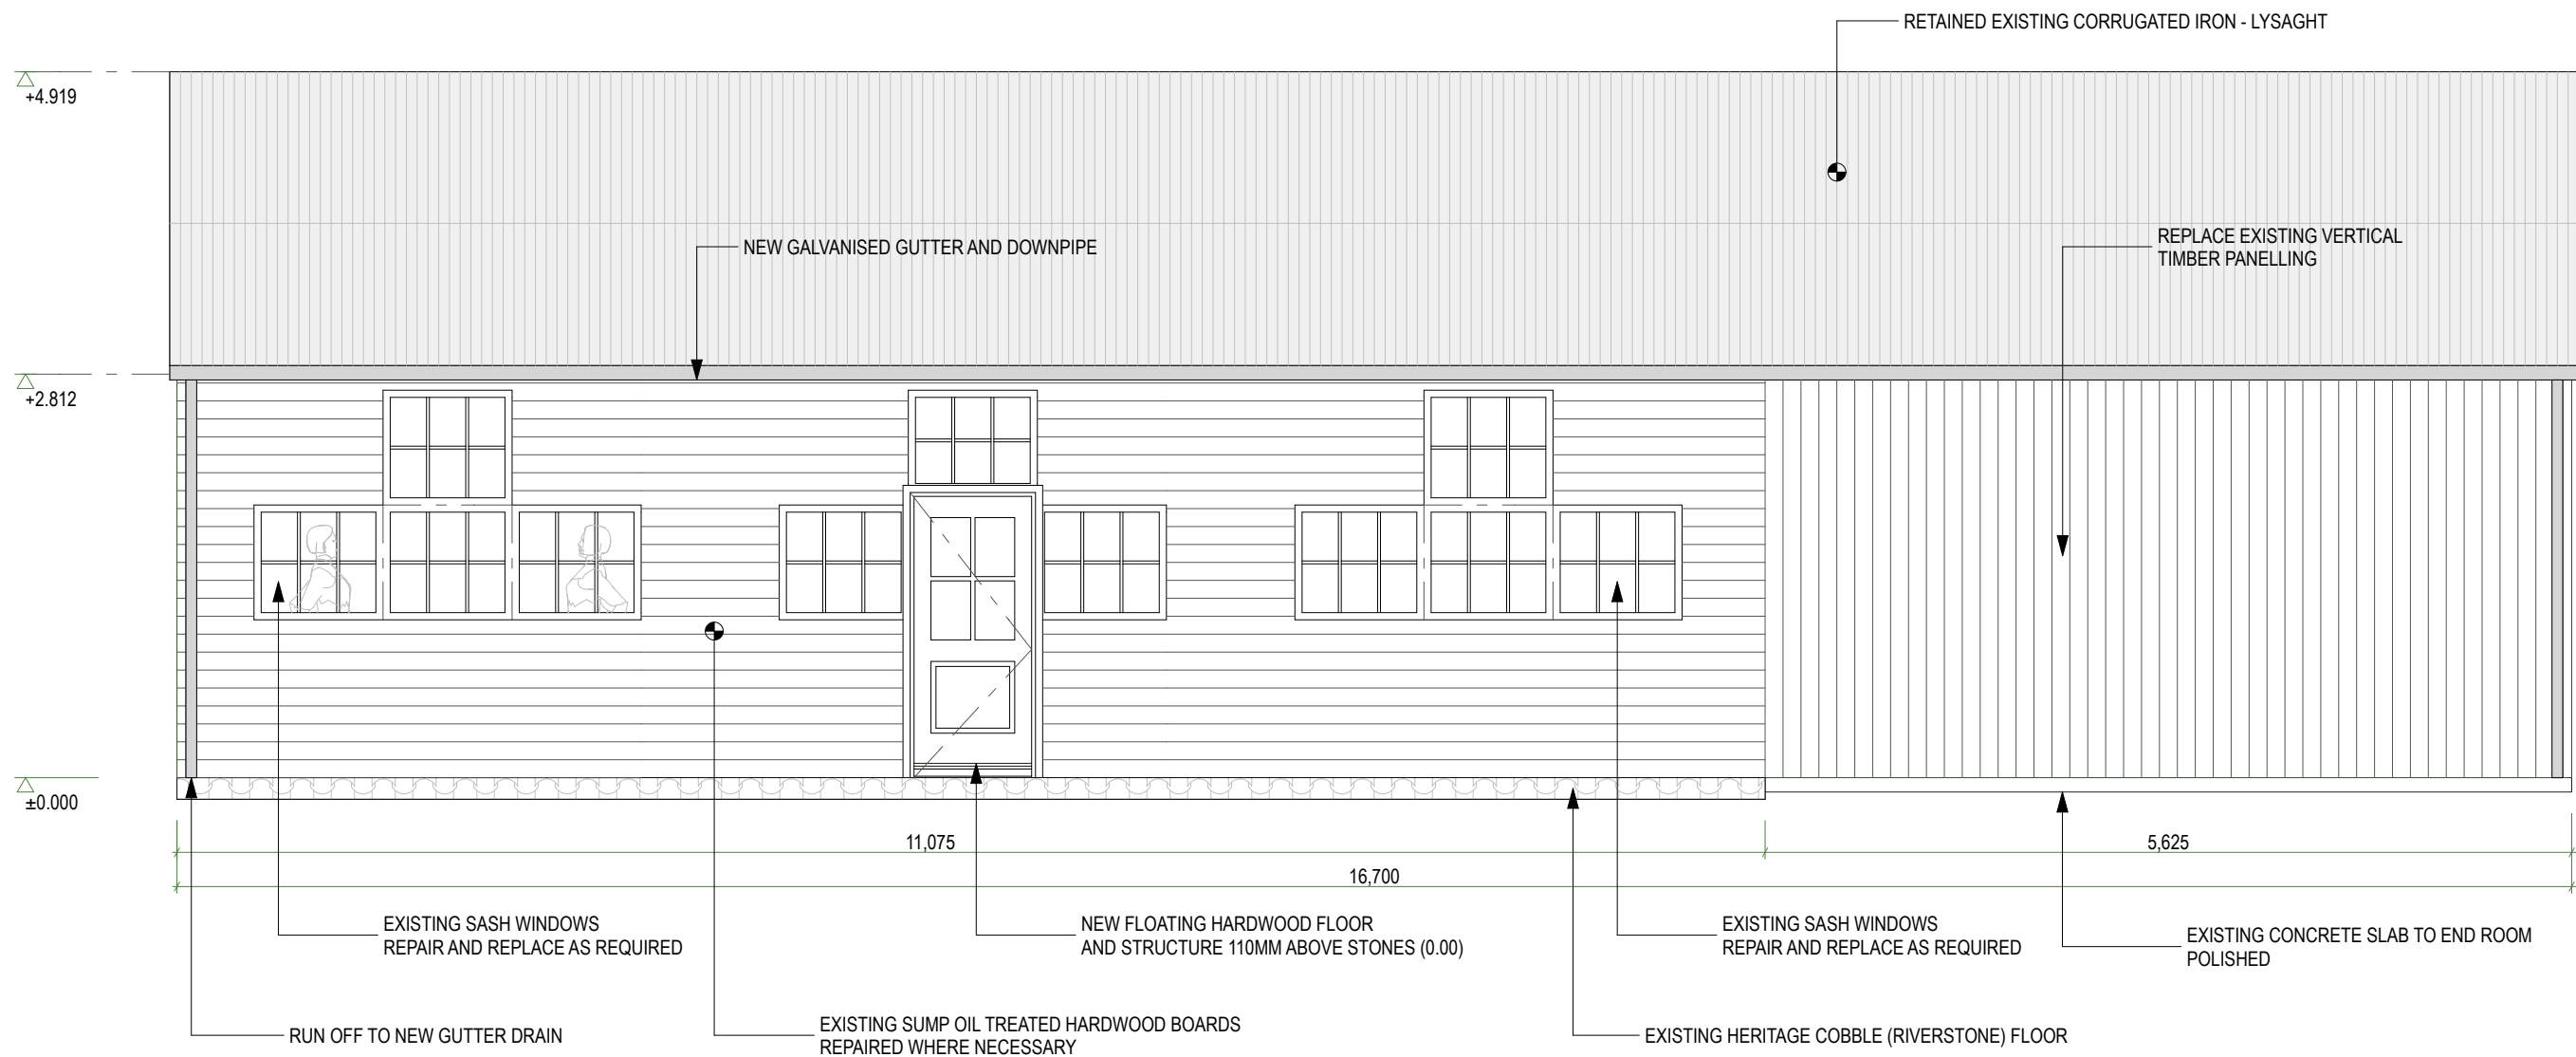 RETAINED EXISTING CORRUGATED IRON - LYSAGHT
+4.919
REPLACE EXISTING VERTICAL
TIMBER PANELLING
NEW GALVANISED GUTTER AND DOWNPIPE
+2.812
±0.000
11,075
5,625
16,700
EXISTING SASH WINDOWS
REPAIR AND REPLACE AS REQUIRED
NEW FLOATING HARDWOOD FLOOR
AND STRUCTURE 110MM ABOVE STONES (0.00)
EXISTING SASH WINDOWS
REPAIR AND REPLACE AS REQUIRED
EXISTING CONCRETE SLAB TO END ROOM
POLISHED
RUN OFF TO NEW GUTTER DRAIN
EXISTING SUMP OIL TREATED HARDWOOD BOARDS
REPAIRED WHERE NECESSARY
EXISTING HERITAGE COBBLE (RIVERSTONE) FLOOR